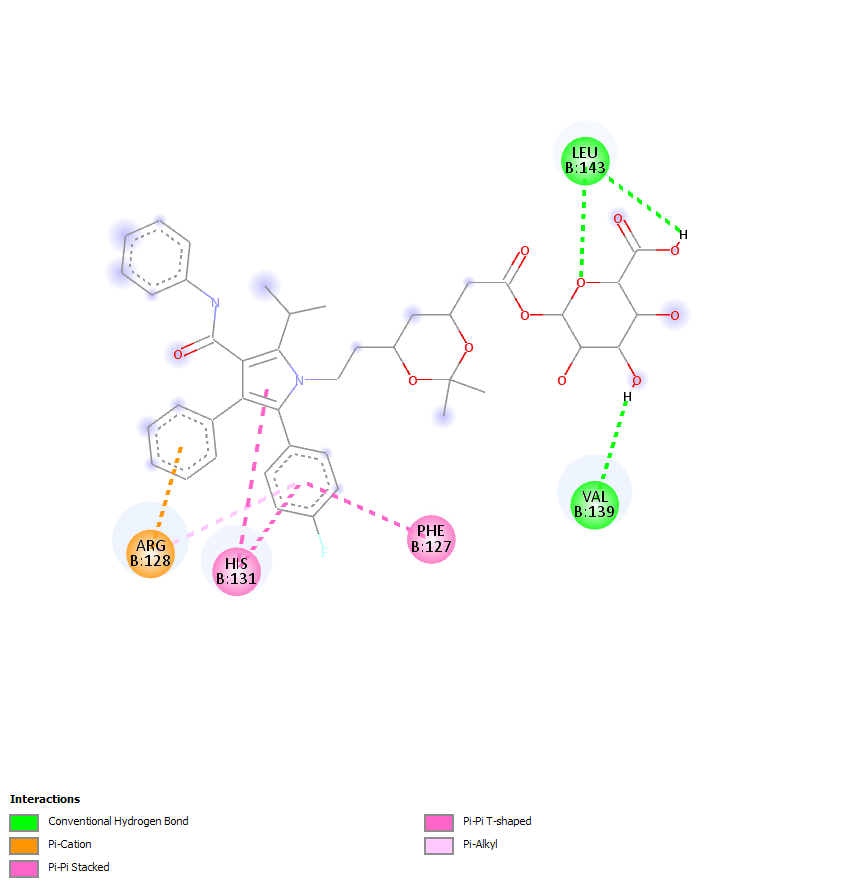 LEU
B:143
O
H
O
O
O
N
O
O
O
O
O
N
O
O
O
H
VAL
B:139
PHE
B:127
ARG
B:128
HIS
B:131
F
Interactions
Conventional Hydrogen Bond
Pi-Cation
Pi-Pi Stacked
Pi-Pi T-shaped
Pi-Alkyl